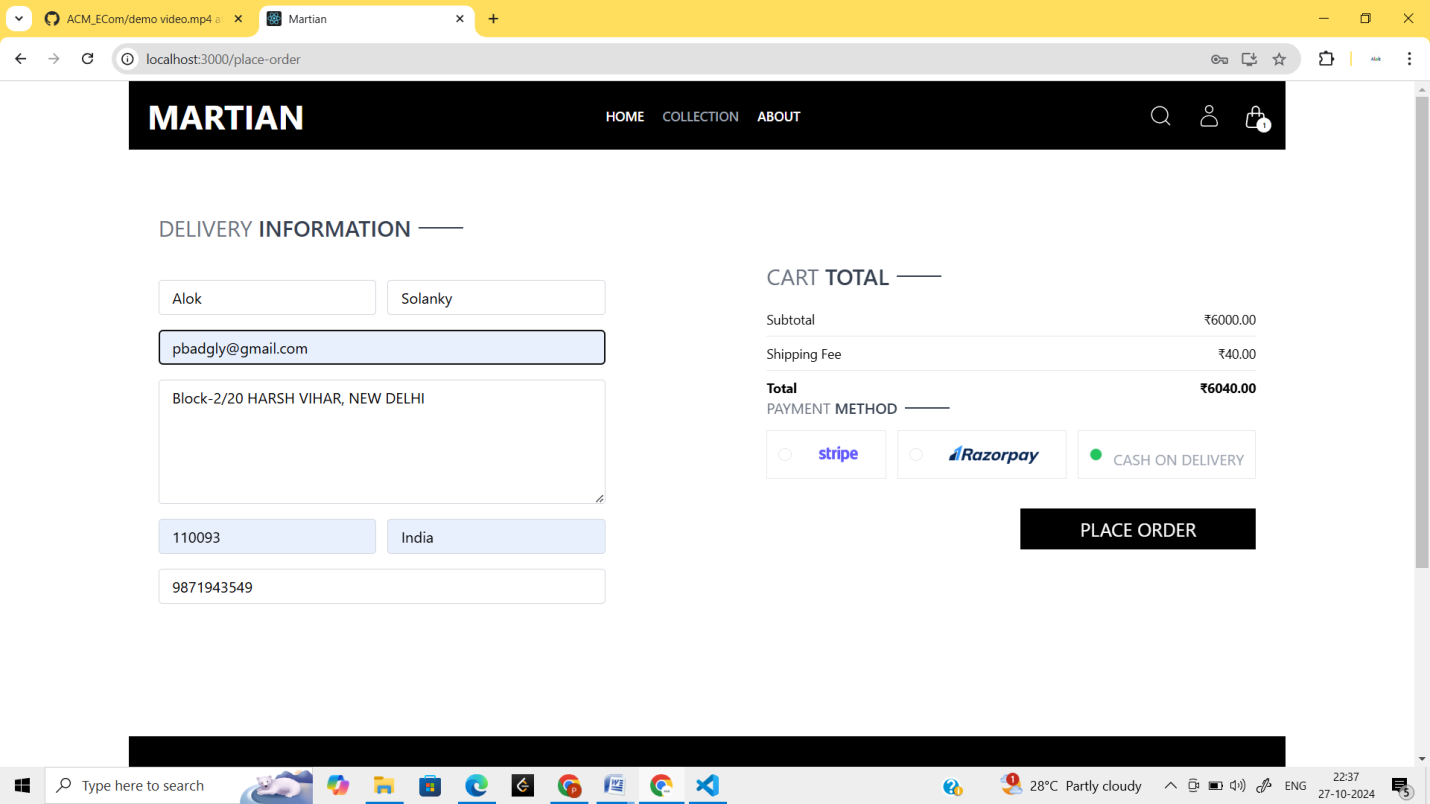 ACM_ECom/demo video.mp4 a
Martian
localhost:3000/place-order
Alok
MARTIAN
HOME COLLECTION ABOUT
1
DELIVERY INFORMATION
Alok Solanky
pbadgly@gmail.com
Block-2/20 HARSH VIHAR, NEW DELHI
110093 India
9871943549
CART TOTAL
Subtotal ₹6000.00
Shipping Fee ₹40.00
Total ₹6040.00
PAYMENT METHOD
stripe Razorpay CASH ON DELIVERY
PLACE ORDER
Type here to search
1
28°C Partly cloudy
ENG
22:37
27-10-2024
5